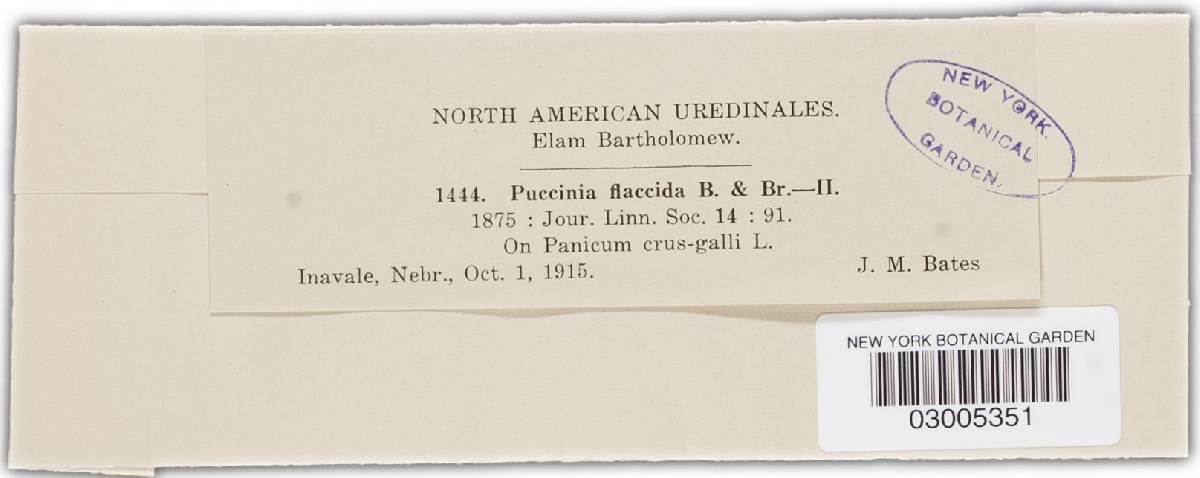 NORTH AMERICAN UREDINALES.
Elam Bartholomew.
1444. Puccinia flaccida B. & Br.—II.
1875 : Jour. Linn. Soc. 14 : 91.
On Panicum crus-galli L.
Inavale, Nebr., Oct. 1, 1915. J. M. Bates
NEW YORK
BOTANICAL
GARDEN.
NEW YORK BOTANICAL GARDEN
03005351